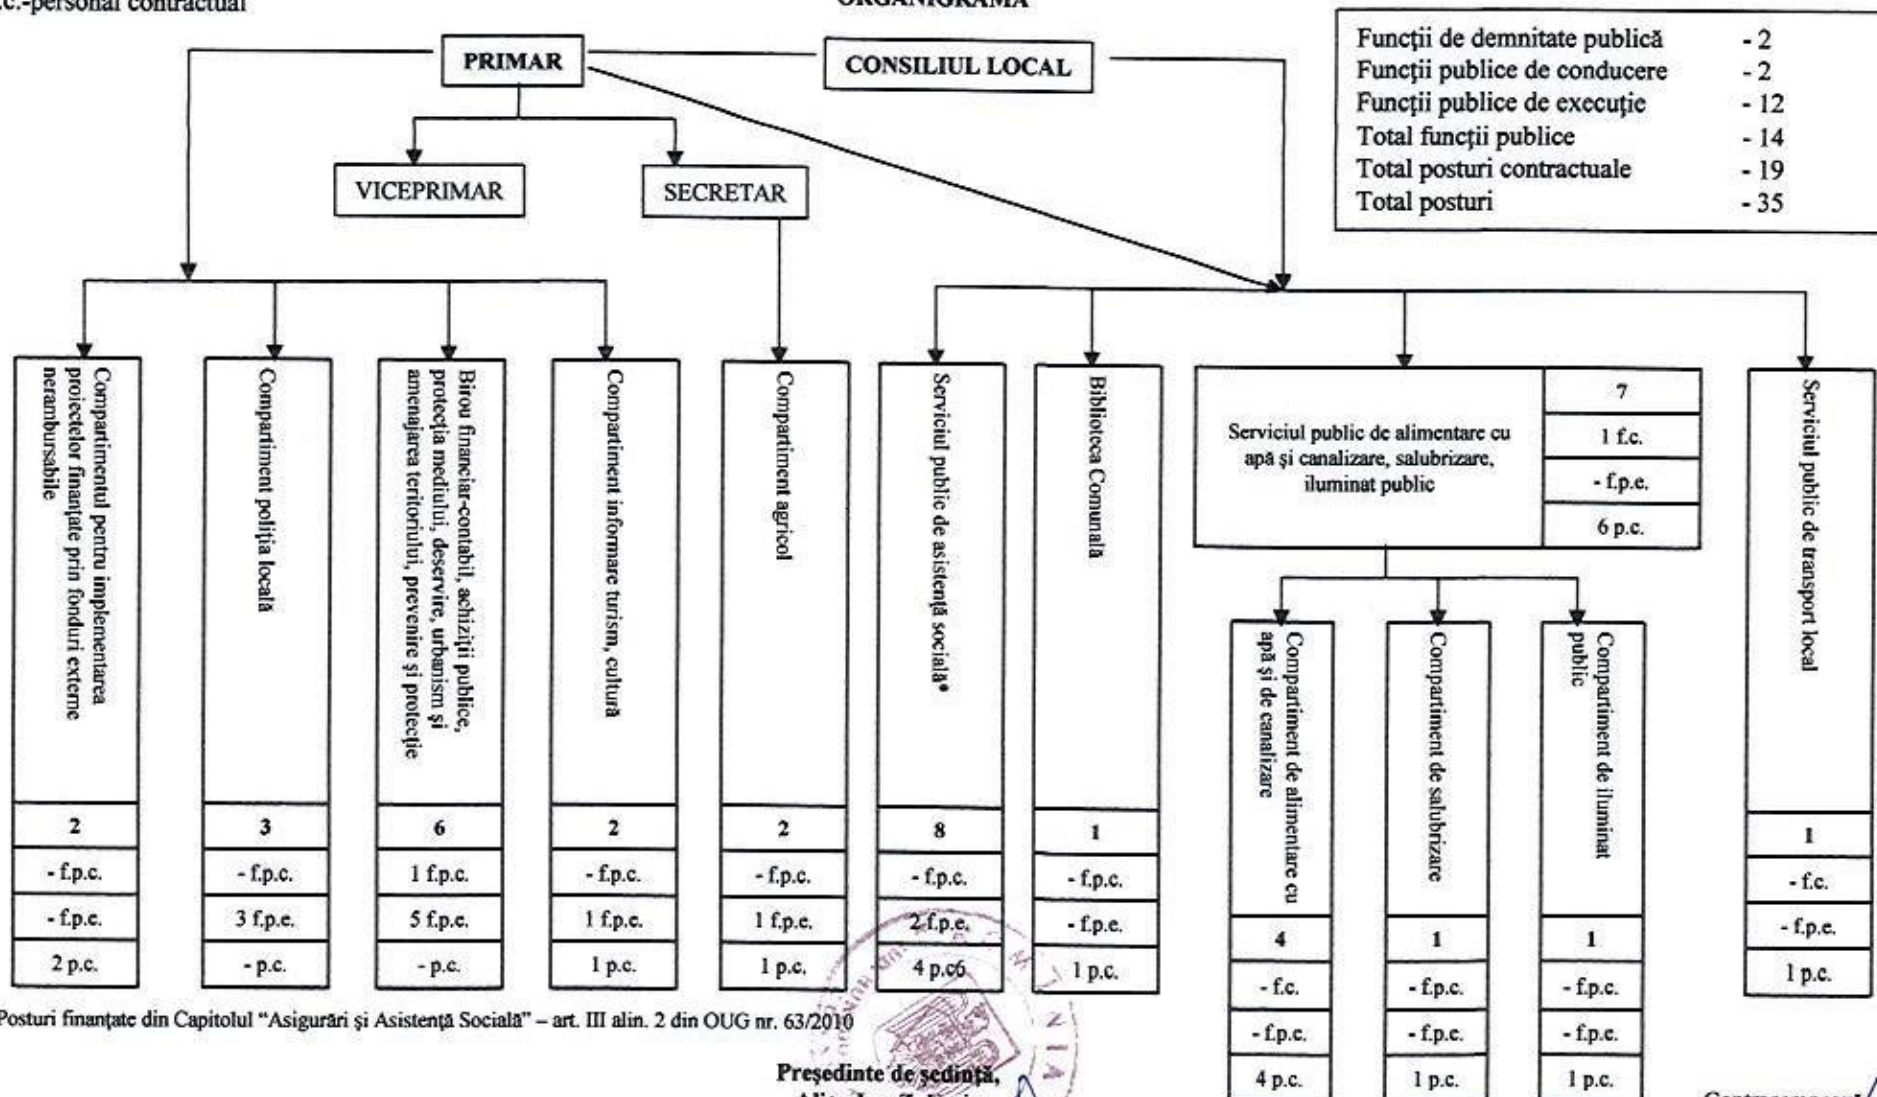 .c.-personal contractual
ORGANIGRAMA
PRIMAR
CONSILIUL LOCAL
Funcții de demnitate publică - 2
Funcții publice de conducere - 2
Funcții publice de execuție - 12
Total funcții publice - 14
Total posturi contractuale - 19
Total posturi - 35
VICEPRIMAR
SECRETAR
Compartimentul pentru implementarea
proiectelor finanțate prin fonduri externe
nerambursabile
2
- f.p.c.
- f.p.e.
2 p.c.
Compartiment poliția locală
3
- f.p.c.
3 f.p.e.
- p.c.
Birou financiar-contabil, achiziții publice,
protecția mediului, deservire, urbanism și
amenajarea teritoriului, prevenire și protecție
6
1 f.p.c.
5 f.p.e.
- p.c.
Compartiment informare turism, cultură
2
- f.p.c.
1 f.p.e.
1 p.c.
Compartiment agricol
2
- f.p.c.
1 f.p.e.
1 p.c.
Serviciul public de asistență socială*
8
- f.p.c.
2 f.p.e.
4 p.c6
Biblioteca Comunală
1
- f.p.c.
- f.p.e.
1 p.c.
Serviciul public de alimentare cu
apă și canalizare, salubrizare,
iluminat public
7
1 f.c.
- f.p.e.
6 p.c.
Compartiment de alimentare cu
apă și de canalizare
4
- f.c.
- f.p.e.
4 p.c.
Compartiment de salubrizare
1
- f.p.c.
- f.p.e.
1 p.c.
Compartiment de iluminat
public
1
- f.p.c.
- f.p.e.
1 p.c.
Serviciul public de transport local
1
- f.c.
- f.p.e.
1 p.c.
Posturi finanțate din Capitolul "Asigurări și Asistență Socială" – art. III alin. 2 din OUG nr. 63/2010
Președinte de ședință,